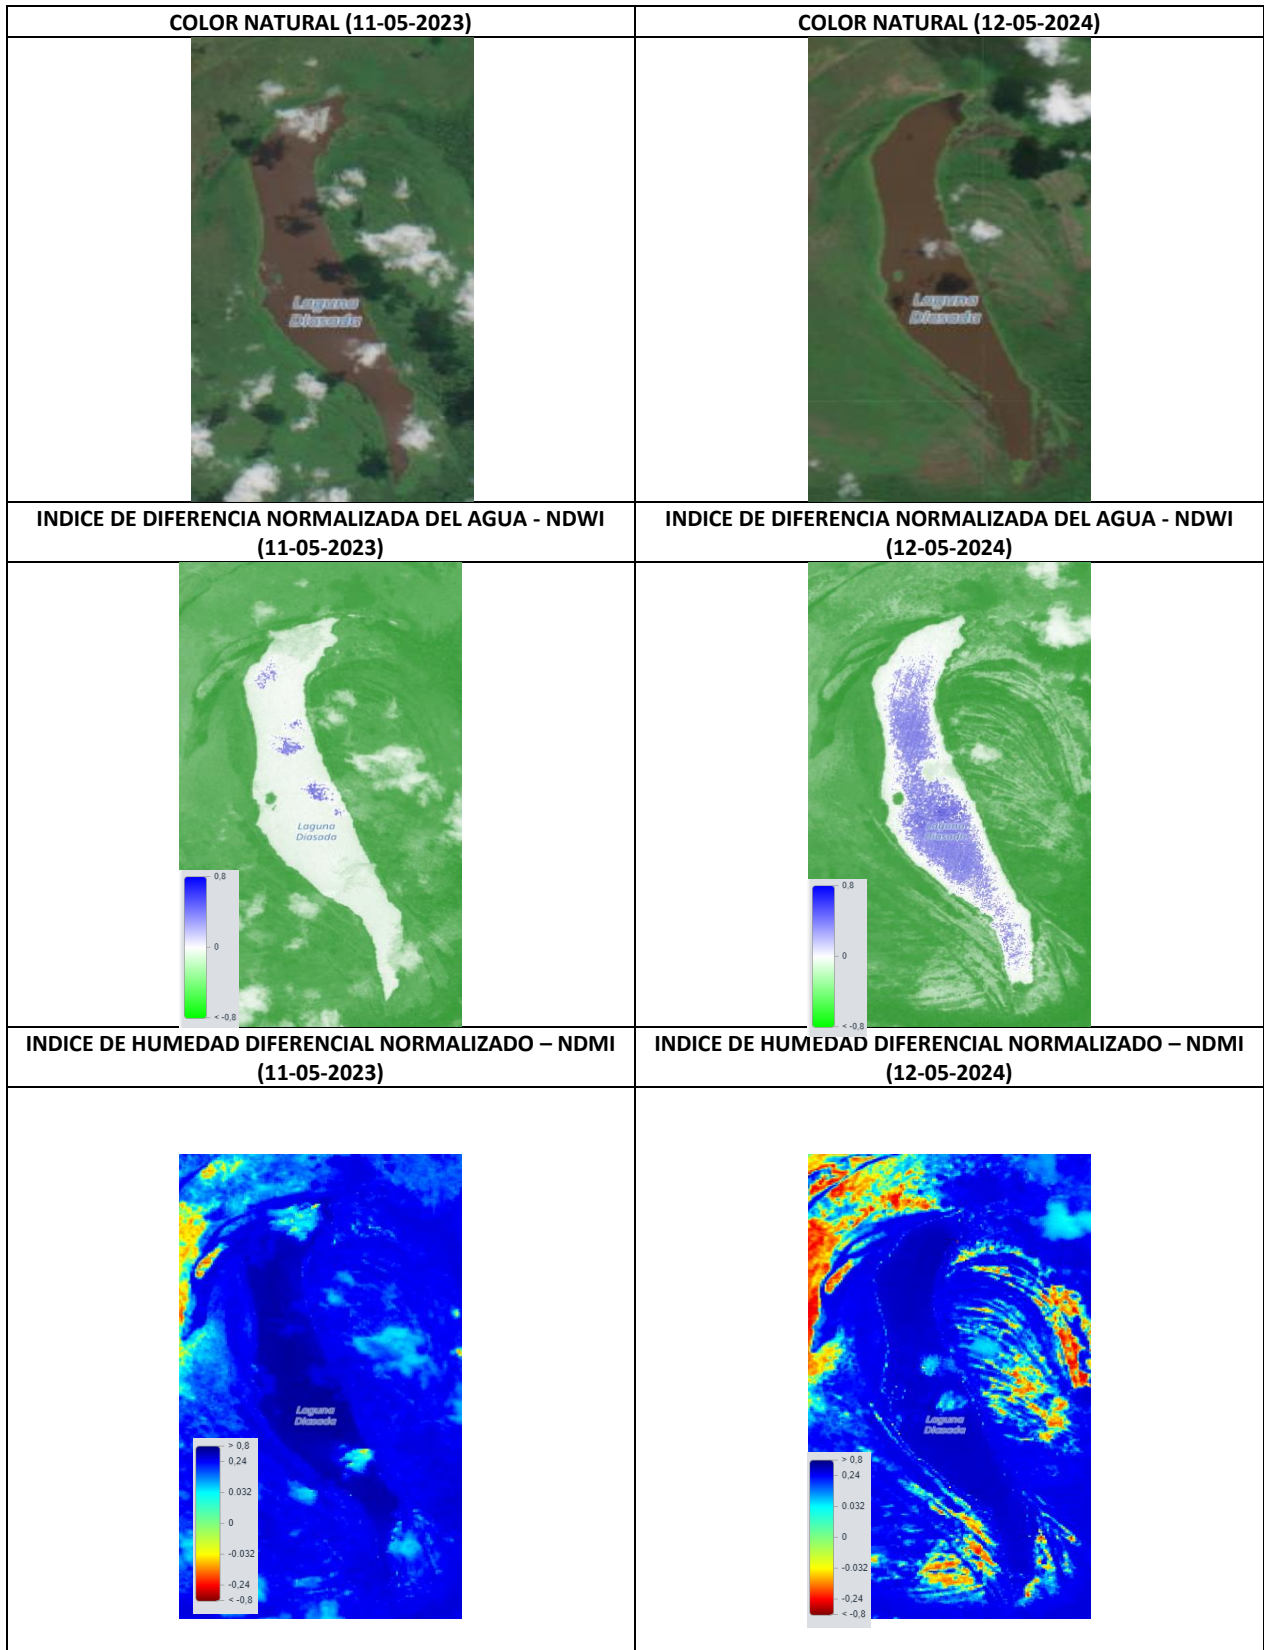 COLOR NATURAL (11-05-2023)
COLOR NATURAL (12-05-2024)
Laguna
Diasada
Laguna
Diasada
INDICE DE DIFERENCIA NORMALIZADA DEL AGUA - NDWI
(11-05-2023)
INDICE DE DIFERENCIA NORMALIZADA DEL AGUA - NDWI
(12-05-2024)
Laguna
Diasada
0,8
0
< -0,8
Laguna
Diasada
0,8
0
< -0,8
INDICE DE HUMEDAD DIFERENCIAL NORMALIZADO – NDMI
(11-05-2023)
INDICE DE HUMEDAD DIFERENCIAL NORMALIZADO – NDMI
(12-05-2024)
Laguna
Diasada
> 0,8
0,24
0.032
0
-0.032
-0,24
< -0,8
Laguna
Diasada
> 0,8
0,24
0.032
0
-0.032
-0,24
< -0,8